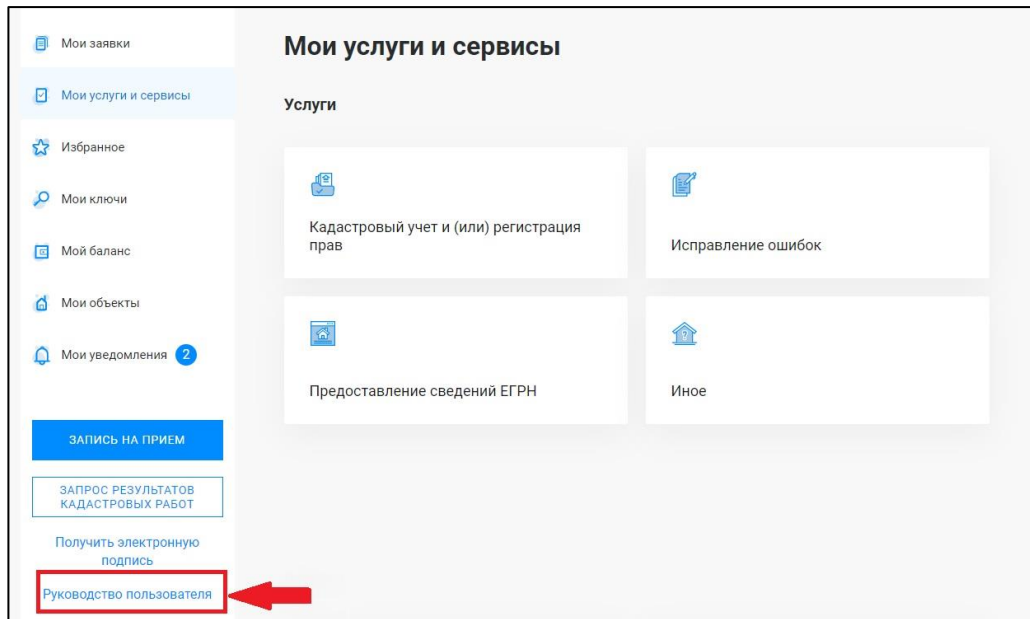 Мои заявки
Мои услуги и сервисы
Избранное
Мои ключи
Мой баланс
Мои объекты
Мои уведомления 2
ЗАПИСЬ НА ПРИЕМ
ЗАПРОС РЕЗУЛЬТАТОВ
КАДАСТРОВЫХ РАБОТ
Получить электронную
подпись
Руководство пользователя
Мои услуги и сервисы
Услуги
Кадастровый учет и (или) регистрация
прав
Исправление ошибок
Предоставление сведений ЕГРН
Иное